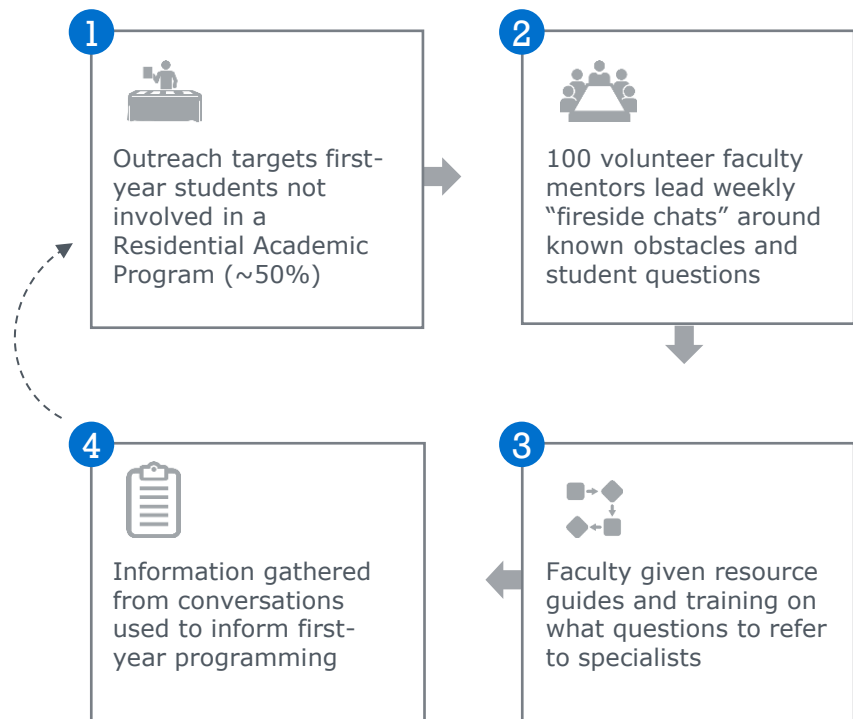 1
Outreach targets first-
year students not
involved in a
Residential Academic
Program (~50%)
2
100 volunteer faculty
mentors lead weekly
“fireside chats” around
known obstacles and
student questions
3
Faculty given resource
guides and training on
what questions to refer
to specialists
4
Information gathered
from conversations
used to inform first-
year programming